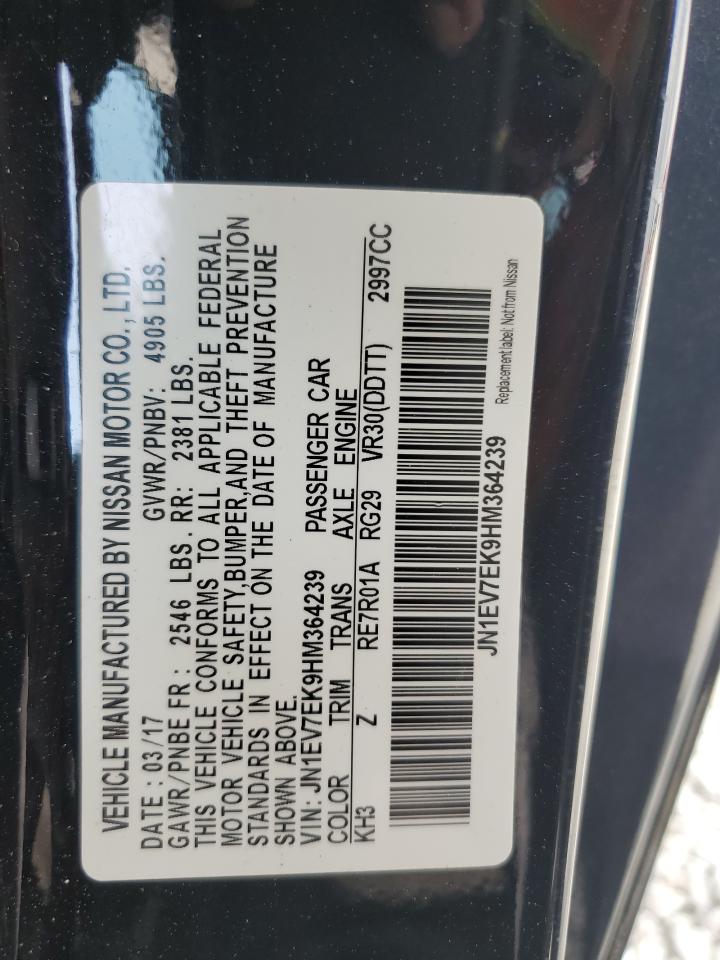 VEHICLE MANUFACTURED BY NISSAN MOTOR CO., LTD.
DATE : 03/17 GVWR/PNBV: 4905 LBS.
GAWR/PNBE FR : 2546 LBS. RR: 2381 LBS.
THIS VEHICLE CONFORMS TO ALL APPLICABLE FEDERAL
MOTOR VEHICLE SAFETY,BUMPER,AND THEFT PREVENTION
STANDARDS IN EFFECT ON THE DATE OF MANUFACTURE
SHOWN ABOVE.
VIN: JN1EV7EK9HM364239 PASSENGER CAR
COLOR TRIM TRANS AXLE ENGINE
KH3 Z RE7R01A RG29 VR30(DDTT) 2997CC
JN1EV7EK9HM364239
Replacement label: Not from Nissan